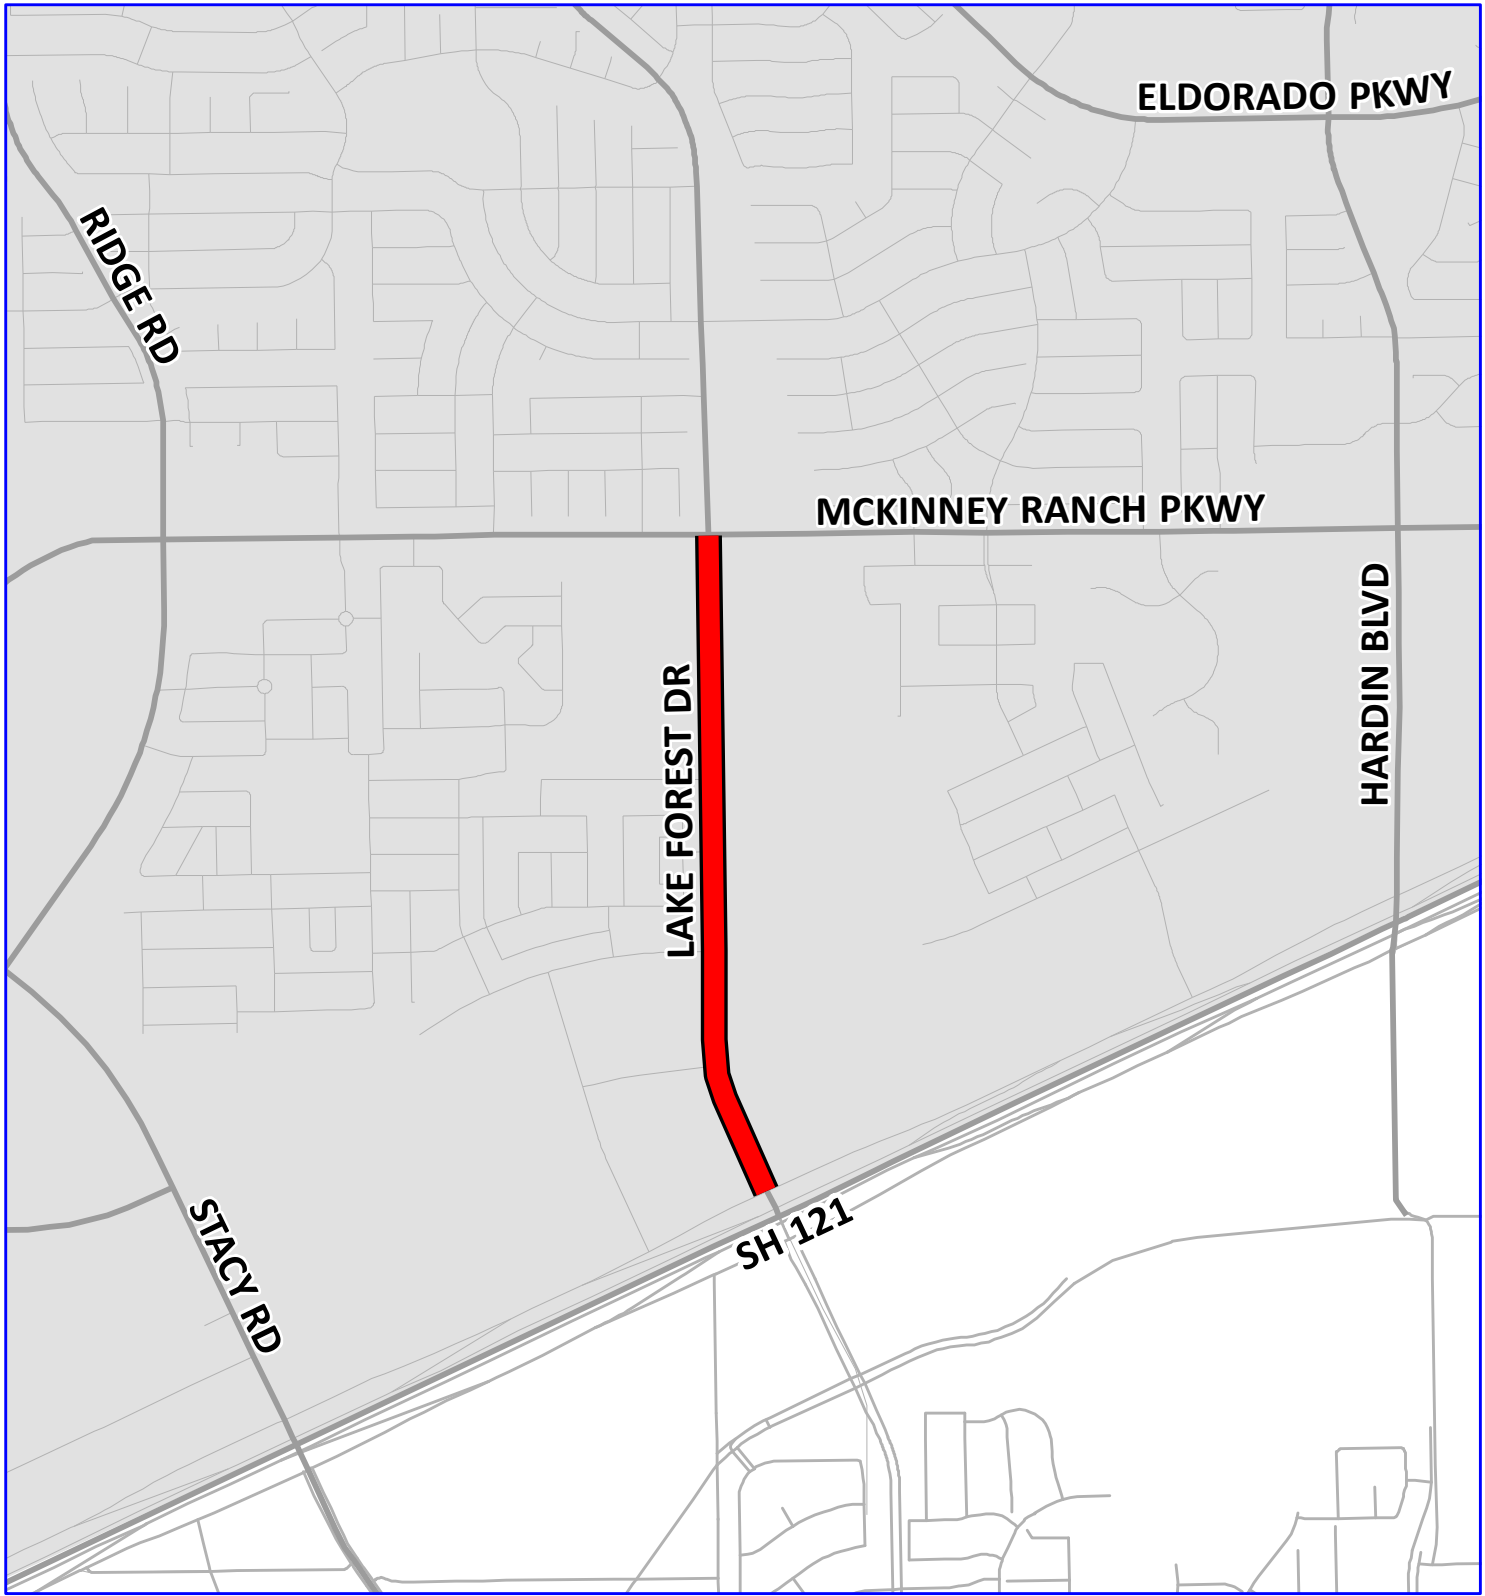 ELDORADO PKWY
RIDGE RD
MCKINNEY RANCH PKWY
HARDIN BLVD
LAKE FOREST DR
SH 121
STACY RD